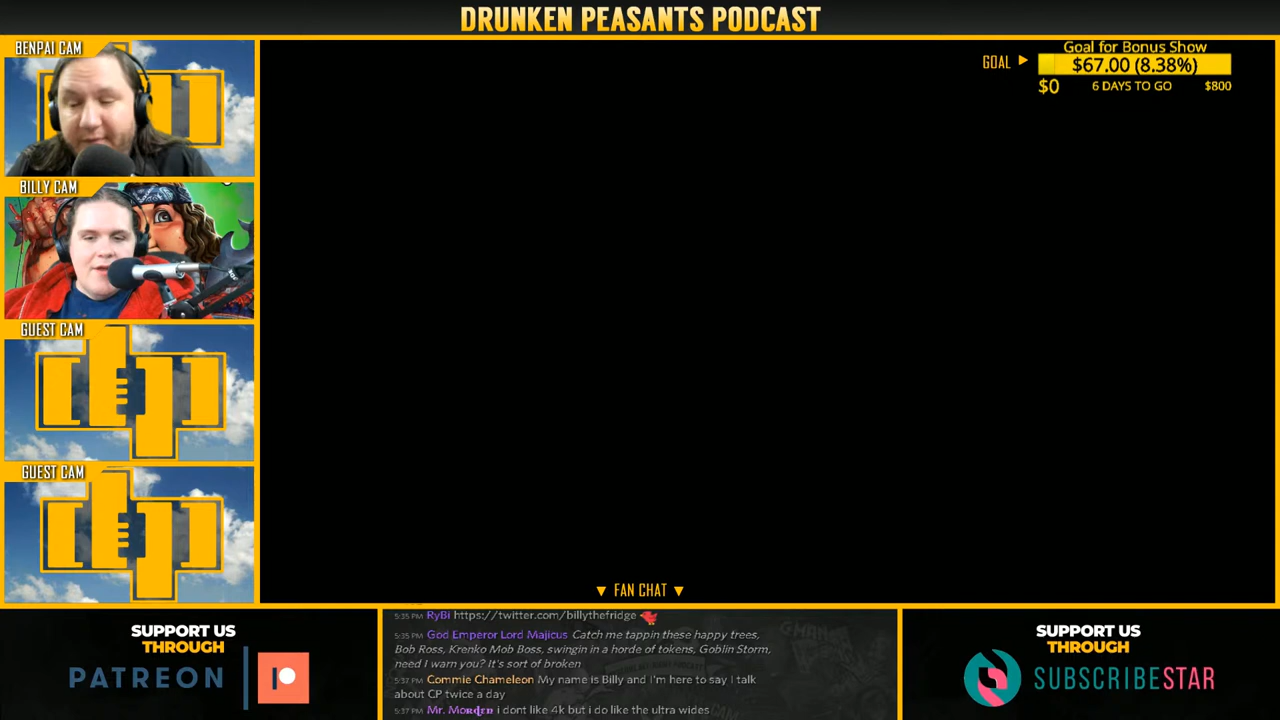 DRUNKEN PEASANTS PODCAST
BENPAI CAM
BILLY CAM
GUEST CAM
GUEST CAM
GOAL ▶
Goal for Bonus Show
$67.00 (8.38%)
$0 6 DAYS TO GO $800
▼ FAN CHAT ▼
SUPPORT US
THROUGH
PATREON
5:35 PM RyBi https://twitter.com/billythefridge
5:35 PM God Emperor Lord Majicus Catch me tappin these happy trees,
Bob Ross, Krenko Mob Boss, swingin in a horde of tokens, Goblin Storm,
need I warn you? It's sort of broken
5:37 PM Commie Chameleon My name is Billy and I'm here to say I talk
about CP twice a day
5:37 PM Mr. i dont like 4k but i do like the ultra wides
SUPPORT US
THROUGH
SUBSCRIBESTAR